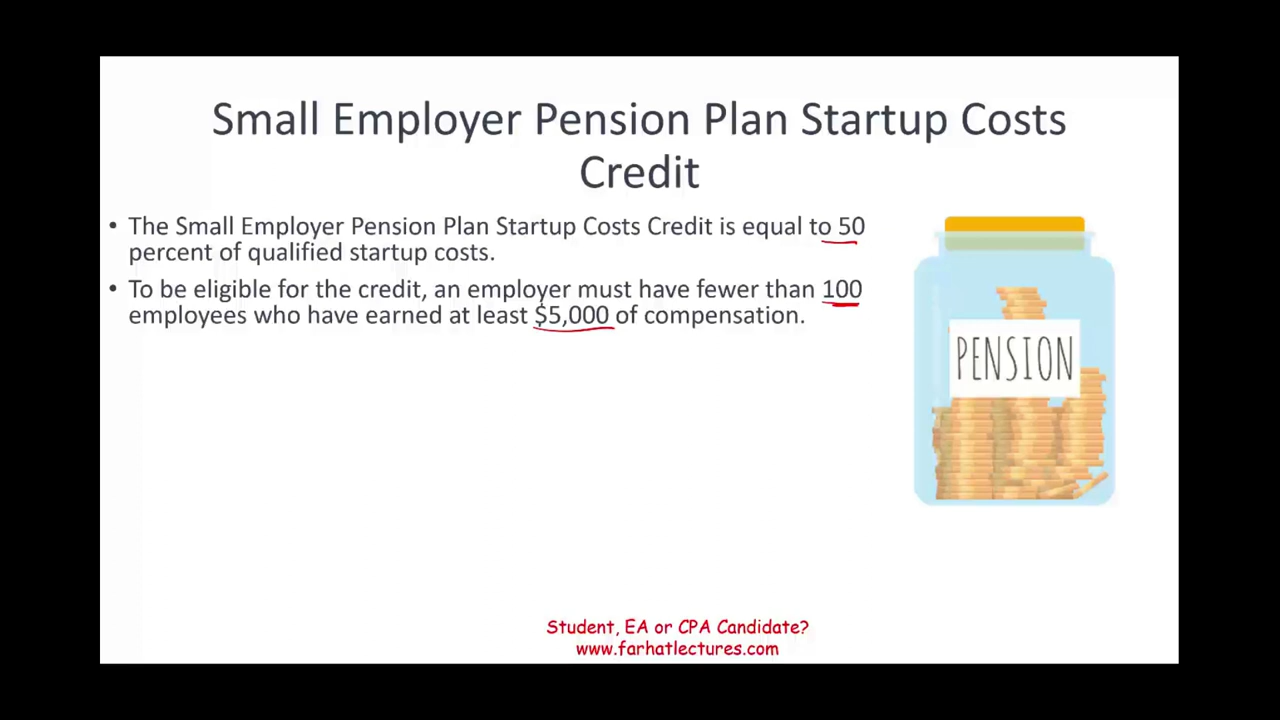 Small Employer Pension Plan Startup Costs
Credit
• The Small Employer Pension Plan Startup Costs Credit is equal to 50
percent of qualified startup costs.
• To be eligible for the credit, an employer must have fewer than 100
employees who have earned at least $5,000 of compensation.
PENSION
Student, EA or CPA Candidate?
www.farhatlectures.com